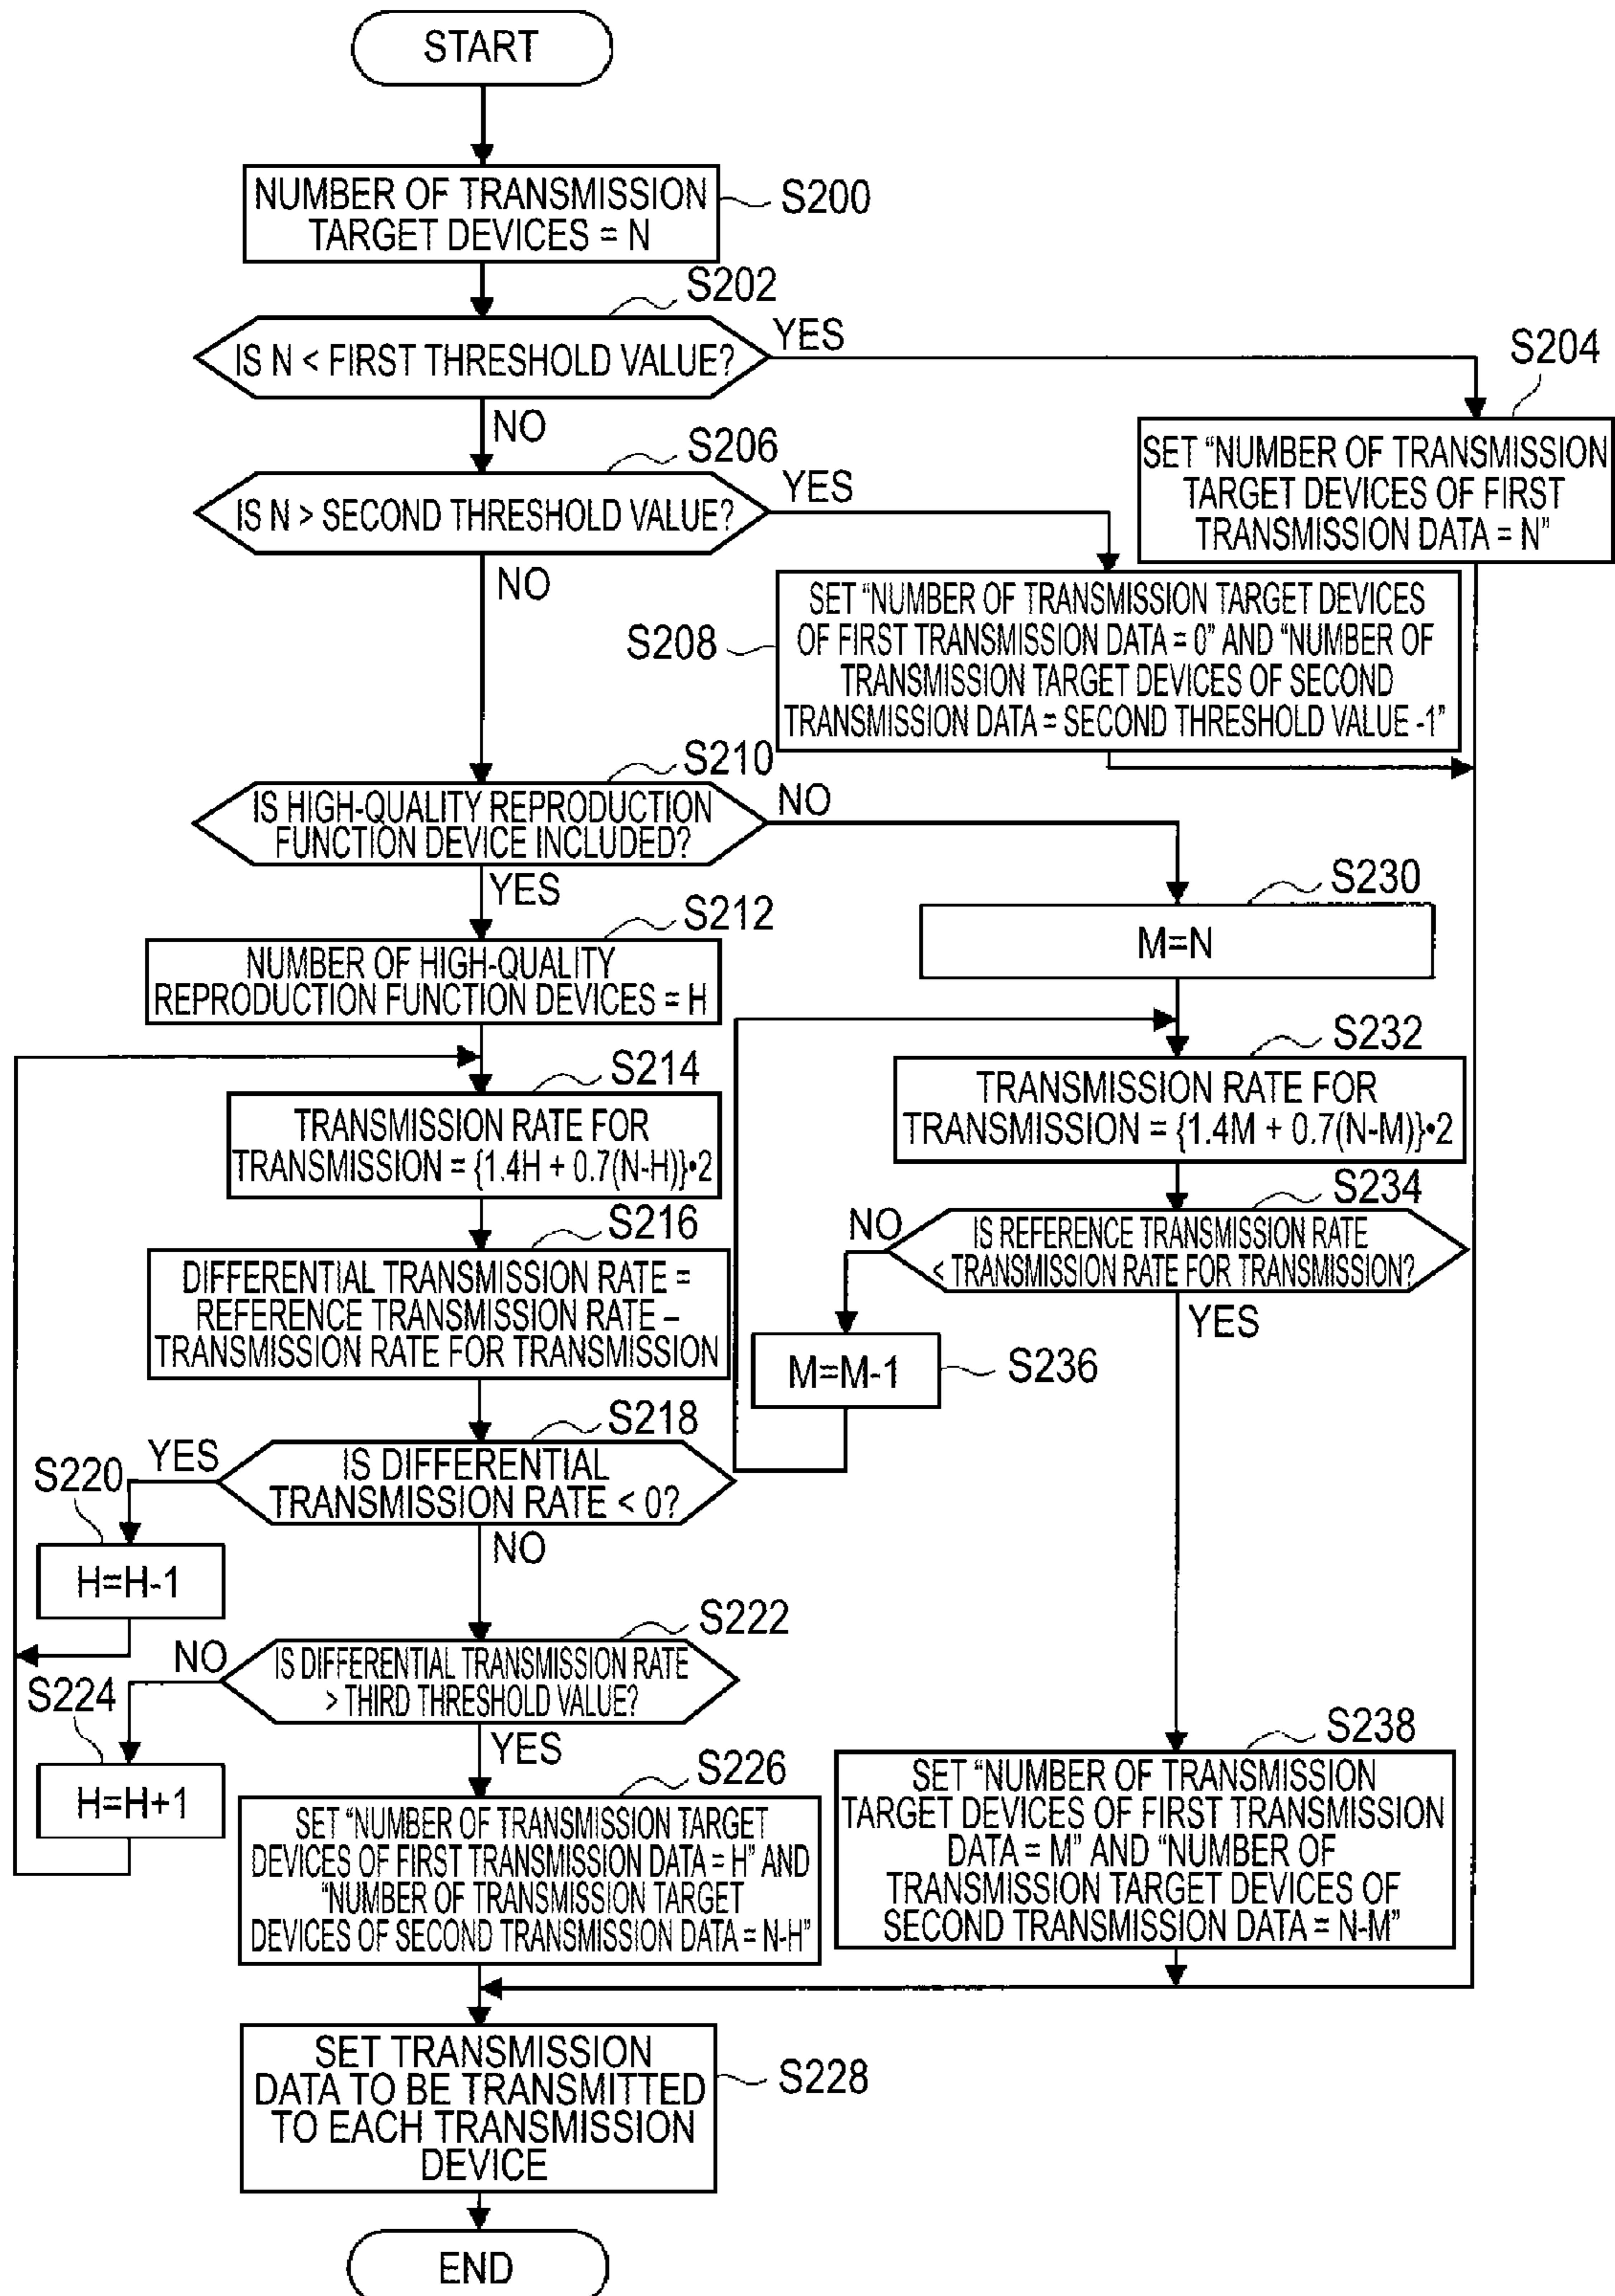 START
NUMBER OF TRANSMISSION
TARGET DEVICES = N
S200
S202
IS N < FIRST THRESHOLD VALUE?
YES
NO
S204
SET “NUMBER OF TRANSMISSION
TARGET DEVICES OF FIRST
TRANSMISSION DATA = N”
S206
IS N > SECOND THRESHOLD VALUE?
YES
NO
S208
SET “NUMBER OF TRANSMISSION TARGET DEVICES
OF FIRST TRANSMISSION DATA = 0” AND “NUMBER OF
TRANSMISSION TARGET DEVICES OF SECOND
TRANSMISSION DATA = SECOND THRESHOLD VALUE -1”
S210
IS HIGH-QUALITY REPRODUCTION
FUNCTION DEVICE INCLUDED?
NO
YES
S212
NUMBER OF HIGH-QUALITY
REPRODUCTION FUNCTION DEVICES = H
S230
M=N
S214
TRANSMISSION RATE FOR
TRANSMISSION = {1.4H + 0.7(N-H)}•2
S232
TRANSMISSION RATE FOR
TRANSMISSION = {1.4M + 0.7(N-M)}•2
S216
DIFFERENTIAL TRANSMISSION RATE =
REFERENCE TRANSMISSION RATE –
TRANSMISSION RATE FOR TRANSMISSION
S234
NO
IS REFERENCE TRANSMISSION RATE
< TRANSMISSION RATE FOR TRANSMISSION?
YES
M=M-1
S236
S218
YES
IS DIFFERENTIAL
TRANSMISSION RATE < 0?
NO
S220
H=H-1
S222
NO
IS DIFFERENTIAL TRANSMISSION RATE
> THIRD THRESHOLD VALUE?
YES
S224
H=H+1
S226
SET “NUMBER OF TRANSMISSION TARGET
DEVICES OF FIRST TRANSMISSION DATA = H” AND
“NUMBER OF TRANSMISSION TARGET
DEVICES OF SECOND TRANSMISSION DATA = N-H”
S238
SET “NUMBER OF TRANSMISSION
TARGET DEVICES OF FIRST TRANSMISSION
DATA = M” AND “NUMBER OF
TRANSMISSION TARGET DEVICES OF
SECOND TRANSMISSION DATA = N-M”
SET TRANSMISSION
DATA TO BE TRANSMITTED
TO EACH TRANSMISSION
DEVICE
S228
END